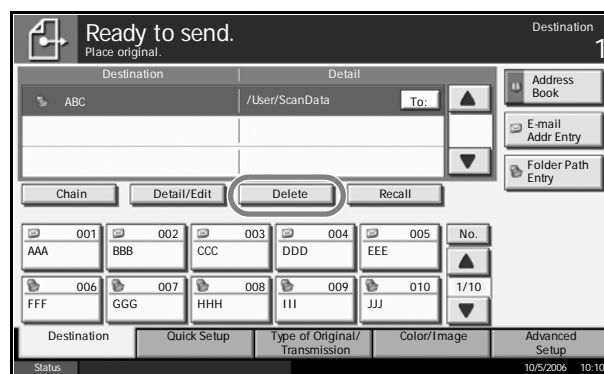 Ready to send.
Place original.
Destination
1
Destination Detail
ABC /User/ScanData To:
Address
Book
E-mail
Addr Entry
Folder Path
Entry
Chain Detail/Edit Delete Recall
001 002 003 004 005 No.
AAA BBB CCC DDD EEE
006 007 008 009 010 1/10
FFF GGG HHH III JJJ
Destination Quick Setup Type of Original/
Transmission Color/Image Advanced
Setup
Status 10/5/2006 10:10